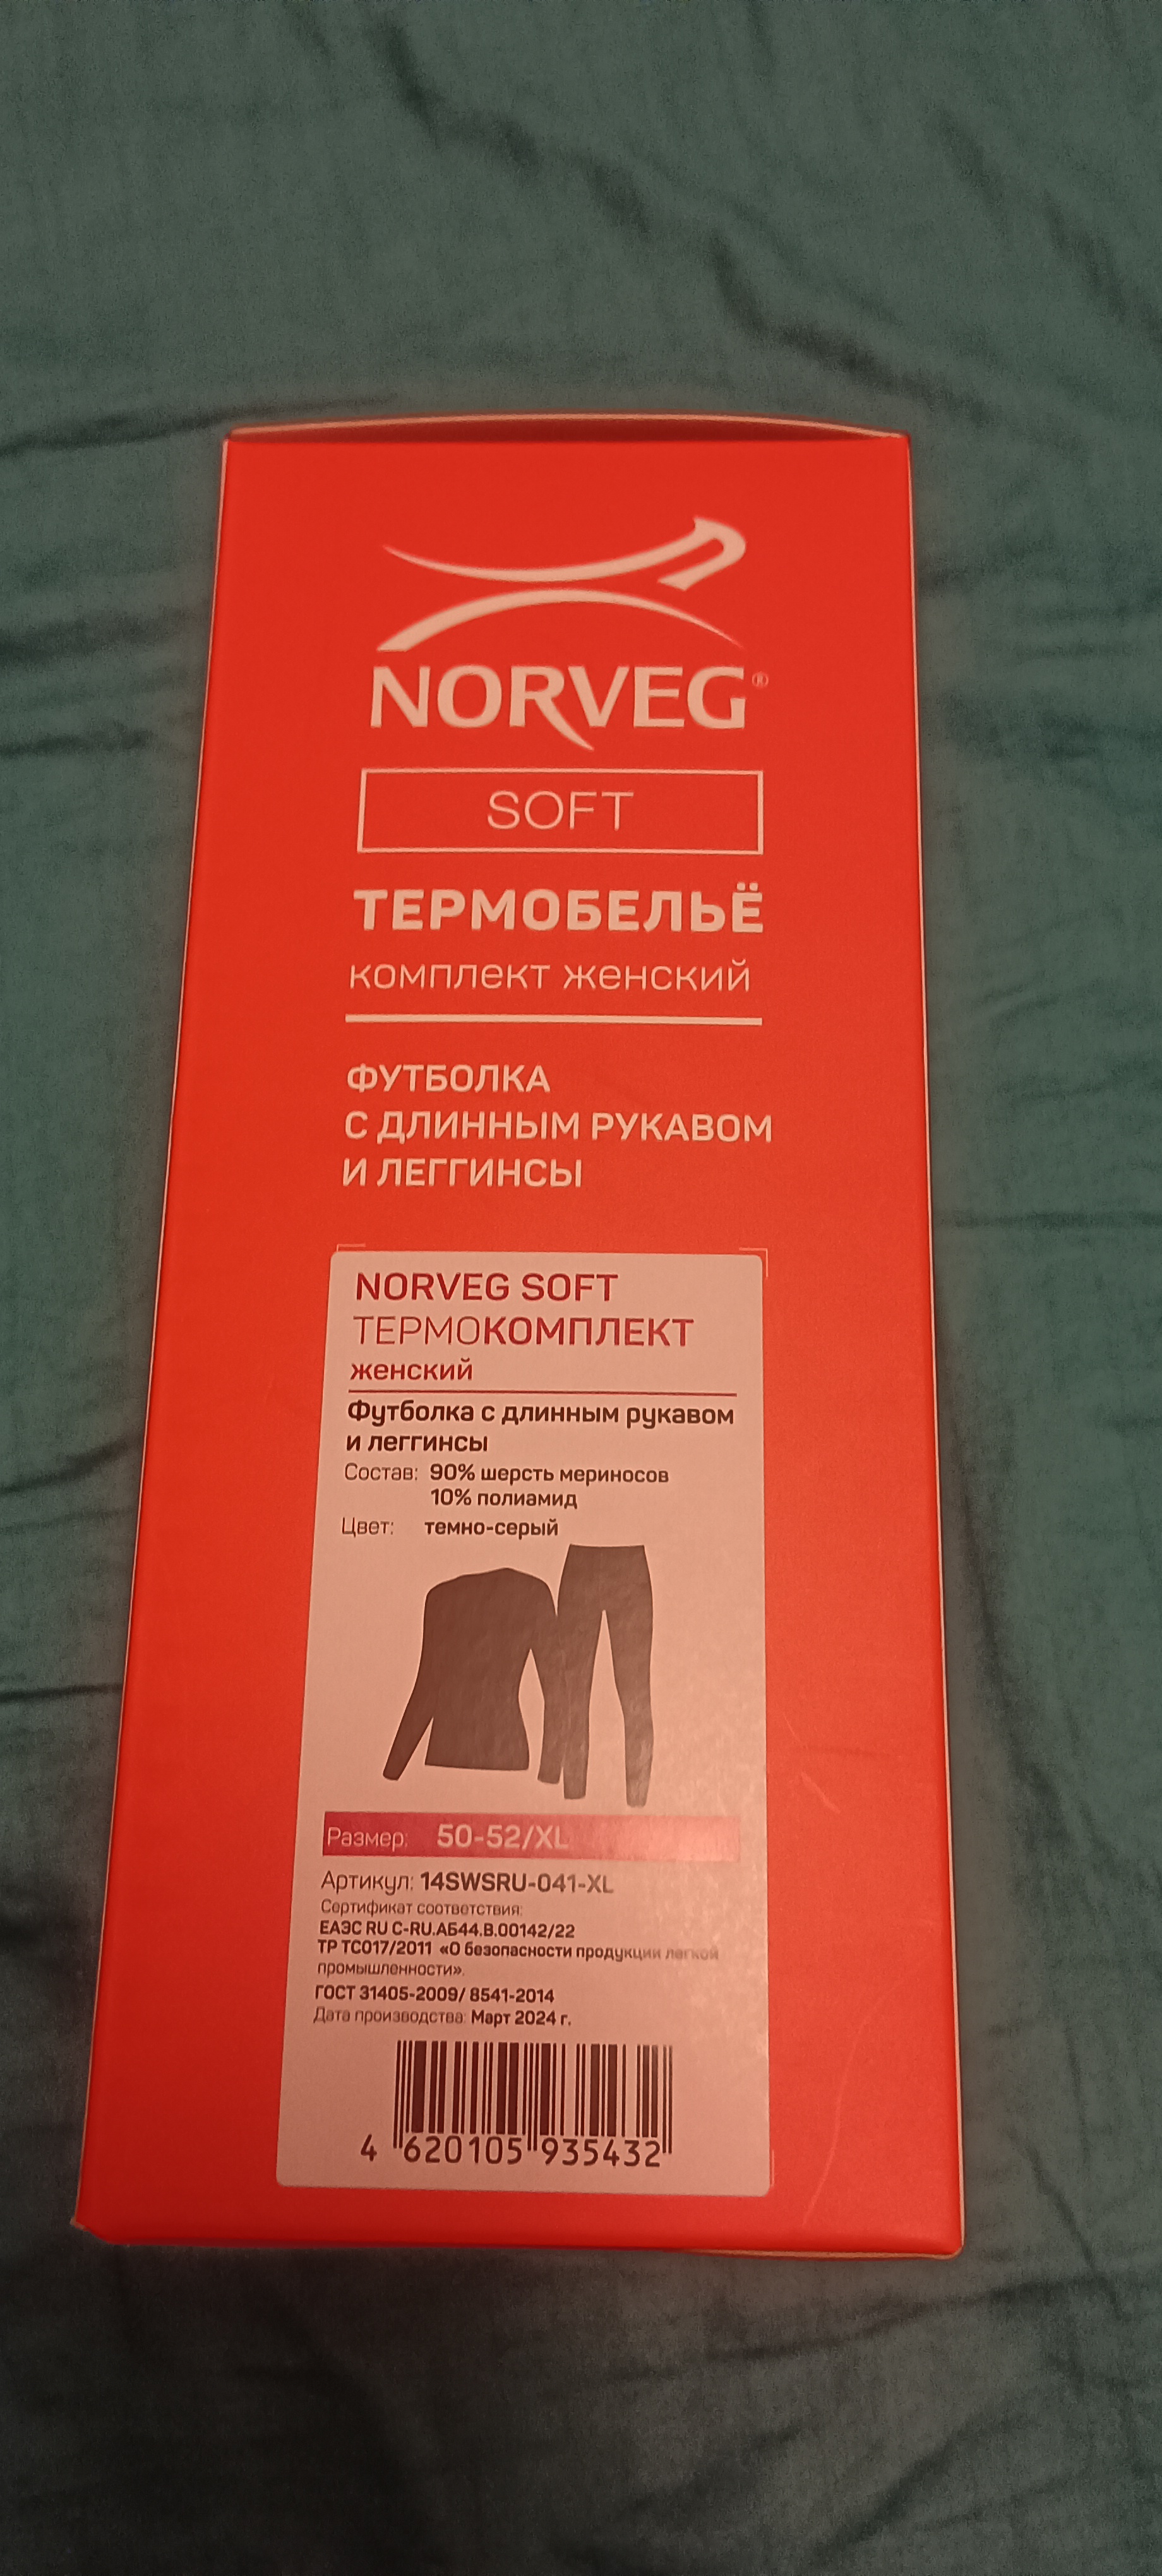 NORVEG®
SOFT
ТЕРМОБЕЛЬЁ
комплект женский
ФУТБОЛКА
С ДЛИННЫМ РУКАВОМ
И ЛЕГГИНСЫ
NORVEG SOFT
ТЕРМОКОМПЛЕКТ
женский
Футболка с длинным рукавом
и леггинсы
Состав: 90% шерсть мериносов
10% полиамид
Цвет: темно-серый
Размер: 50-52/XL
Артикул: 14SWSRU-041-XL
Сертификат соответствия:
ЕАЭС RU C-RU.АБ44.В.00142/22
ТР ТС017/2011 «О безопасности продукции легкой
промышленности».
ГОСТ 31405-2009/ 8541-2014
Дата производства: Март 2024 г.
4 620105 935432